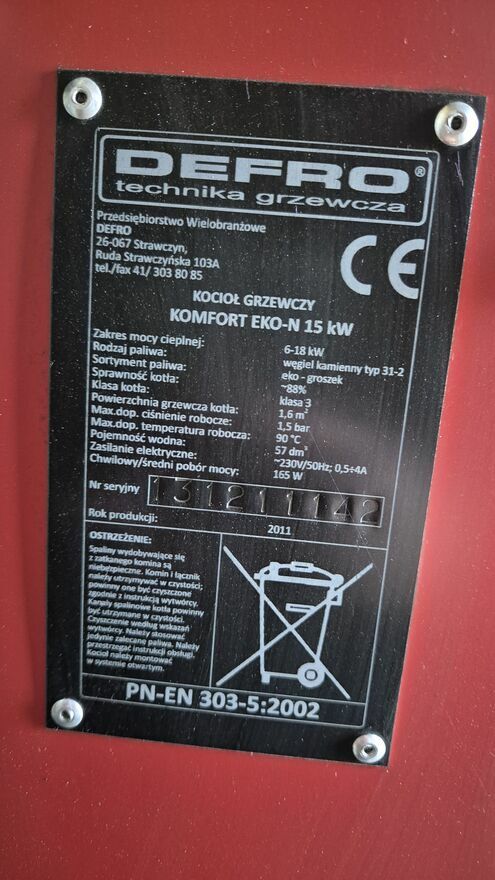 DEFRO®
technika grzewcza
Przedsiębiorstwo Wielobranżowe
DEFRO
26-067 Strawczyn,
Ruda Strawczyńska 103A
tel./fax 41/ 303 80 85
CE
KOCIOŁ GRZEWCZY
KOMFORT EKO-N 15 kW
Zakres mocy cieplnej: 6-18 kW
Rodzaj paliwa: węgiel kamienny typ 31-2
Sortyment paliwa: eko - groszek
Sprawność kotła: ~88%
Klasa kotła: klasa 3
Powierzchnia grzewcza kotła: 1,6 m²
Max.dop. ciśnienie robocze: 1,5 bar
Max.dop. temperatura robocza: 90 °C
Pojemność wodna: 57 dm³
Zasilanie elektryczne: ~230V/50Hz; 0,5÷4A
Chwilowy/średni pobór mocy: 165 W
Nr seryjny 131211142
Rok produkcji: 2011
OSTRZEŻENIE:
Spaliny wydobywające się
z zatkanego komina są
niebezpieczne. Komin i łącznik
należy utrzymywać w czystości;
powinny one być czyszczone
zgodnie z instrukcją wytwórcy.
Kanały spalinowe kotła powinny
być utrzymane w czystości.
Czyszczenie według wskazań
wytwórcy. Należy stosować
jedynie zalecane paliwa. Należy
przestrzegać instrukcji obsługi.
Kocioł należy montować
w systemie otwartym.
PN-EN 303-5:2002